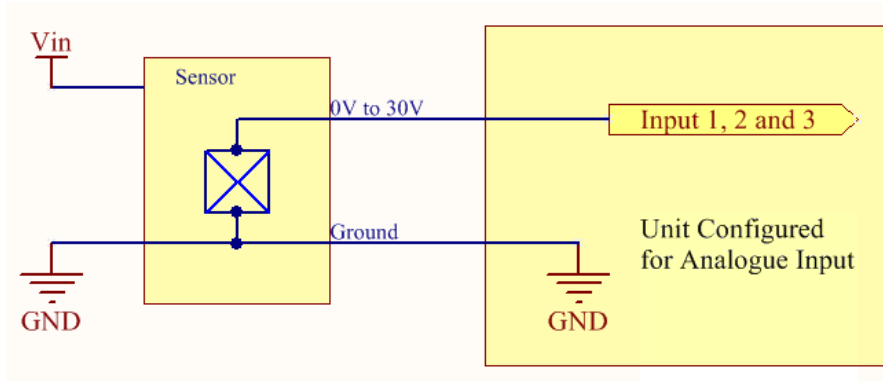 Vin
Sensor
0V to 30V
Input 1, 2 and 3
Ground
Unit Configured
for Analogue Input
GND
GND